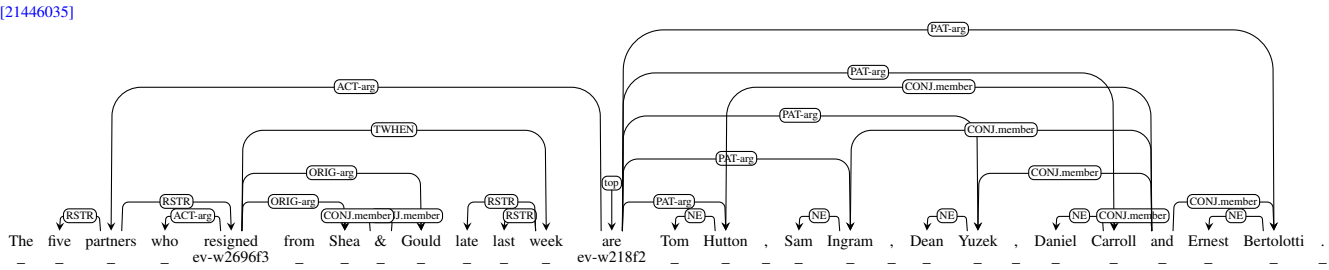 [21446035]
PAT-arg
PAT-arg
ACT-arg CONJ.member
PAT-arg
TWHEN CONJ.member
PAT-arg
ORIG-arg CONJ.member
top
RSTR ORIG-arg RSTR PAT-arg CONJ.member
RSTR ACT-arg CONJ.member J.member RSTR NE NE NE NE CONJ.member NE
The five partners who resigned from Shea & Gould late last week are Tom Hutton , Sam Ingram , Dean Yuzek , Daniel Carroll and Ernest Bertolotti .
ev-w2696f3 ev-w218f2
_ _ _ _ _ _ _ _ _ _ _ _ _ _ _ _ _ _ _ _ _ _ _ _ _